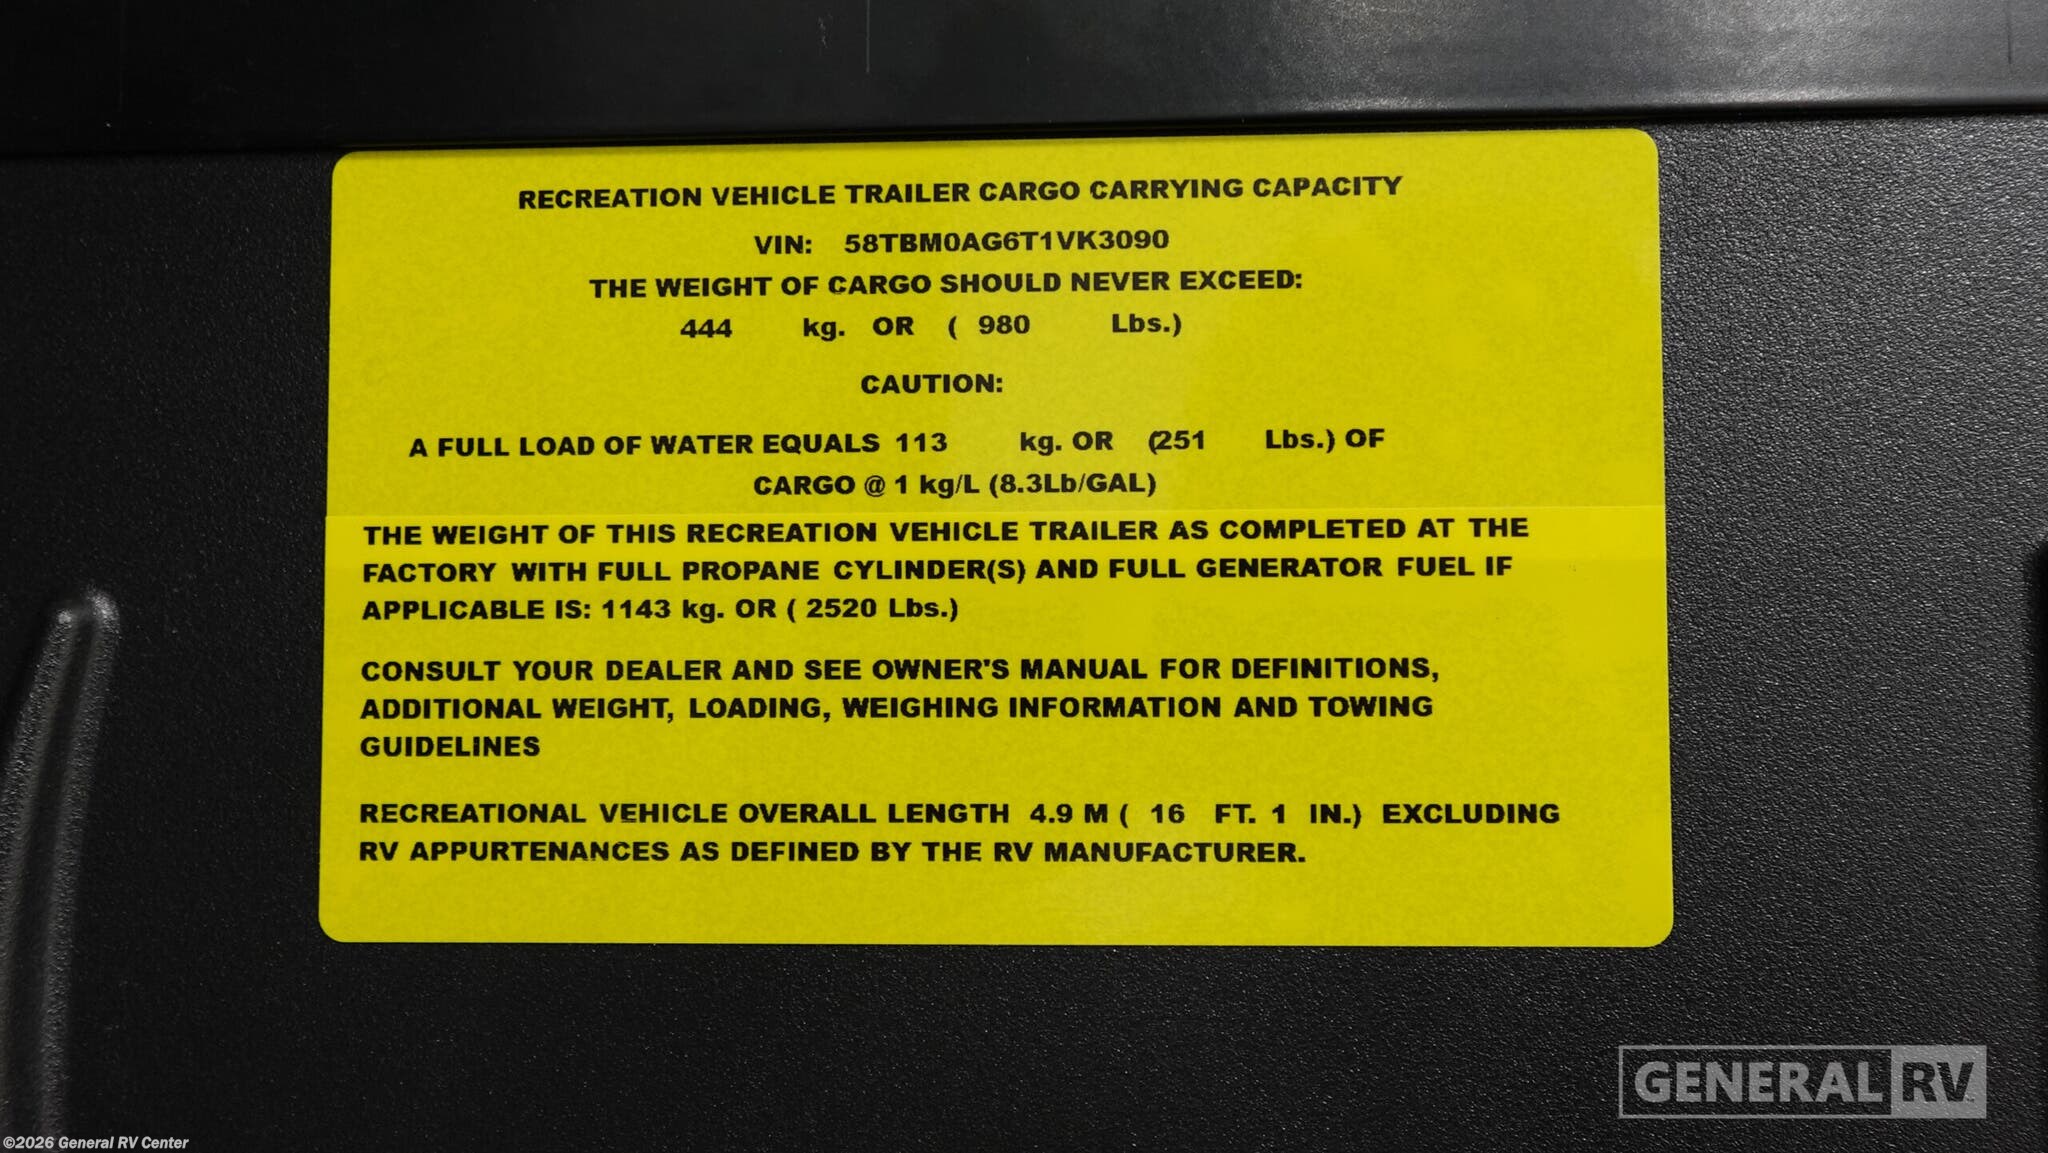 RECREATION VEHICLE TRAILER CARGO CARRYING CAPACITY
VIN: 58TBM0AG6T1VK3090
THE WEIGHT OF CARGO SHOULD NEVER EXCEED:
444 kg. OR ( 980 Lbs.)
CAUTION:
A FULL LOAD OF WATER EQUALS 113 kg. OR (251 Lbs.) OF
CARGO @ 1 kg/L (8.3Lb/GAL)
THE WEIGHT OF THIS RECREATION VEHICLE TRAILER AS COMPLETED AT THE
FACTORY WITH FULL PROPANE CYLINDER(S) AND FULL GENERATOR FUEL IF
APPLICABLE IS: 1143 kg. OR ( 2520 Lbs.)
CONSULT YOUR DEALER AND SEE OWNER'S MANUAL FOR DEFINITIONS,
ADDITIONAL WEIGHT, LOADING, WEIGHING INFORMATION AND TOWING
GUIDELINES
RECREATIONAL VEHICLE OVERALL LENGTH 4.9 M ( 16 FT. 1 IN.) EXCLUDING
RV APPURTENANCES AS DEFINED BY THE RV MANUFACTURER.
GENERAL RV
©2026 General RV Center